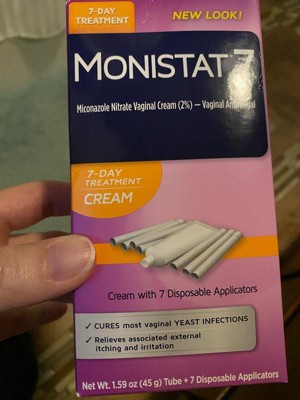 7-DAY
TREATMENT
NEW LOOK!
MONISTAT 7
Miconazole Nitrate Vaginal Cream (2%) — Vaginal Antifungal
7-DAY
TREATMENT
CREAM
Cream with 7 Disposable Applicators
✓ CURES most vaginal YEAST INFECTIONS
✓ Relieves associated external
itching and irritation
Net Wt. 1.59 oz (45 g) Tube + 7 Disposable Applicators